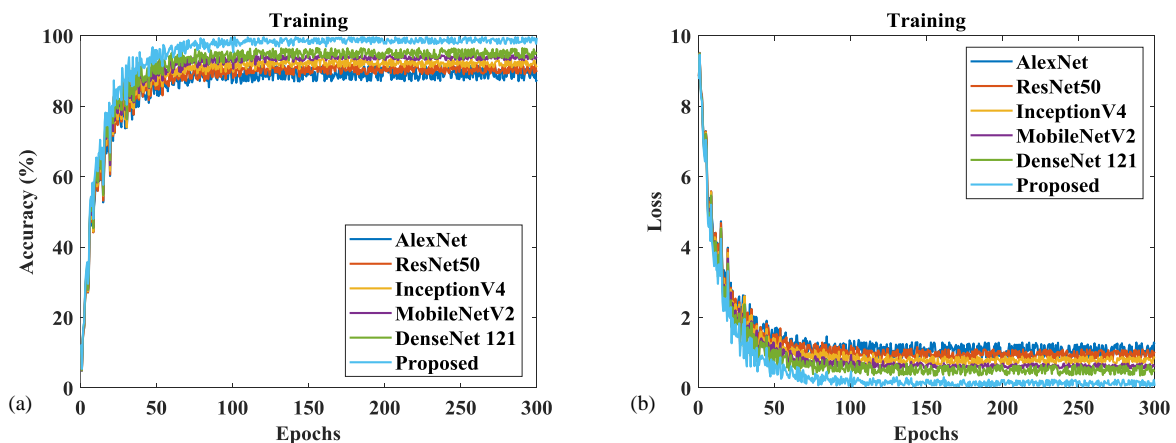 Training
100
80
60
40
20
0
Accuracy (%)
AlexNet
ResNet50
InceptionV4
MobileNetV2
DenseNet 121
Proposed
0
50
100
150
200
250
300
Epochs
(a)
Training
10
8
6
4
2
0
Loss
AlexNet
ResNet50
InceptionV4
MobileNetV2
DenseNet 121
Proposed
0
50
100
150
200
250
300
Epochs
(b)